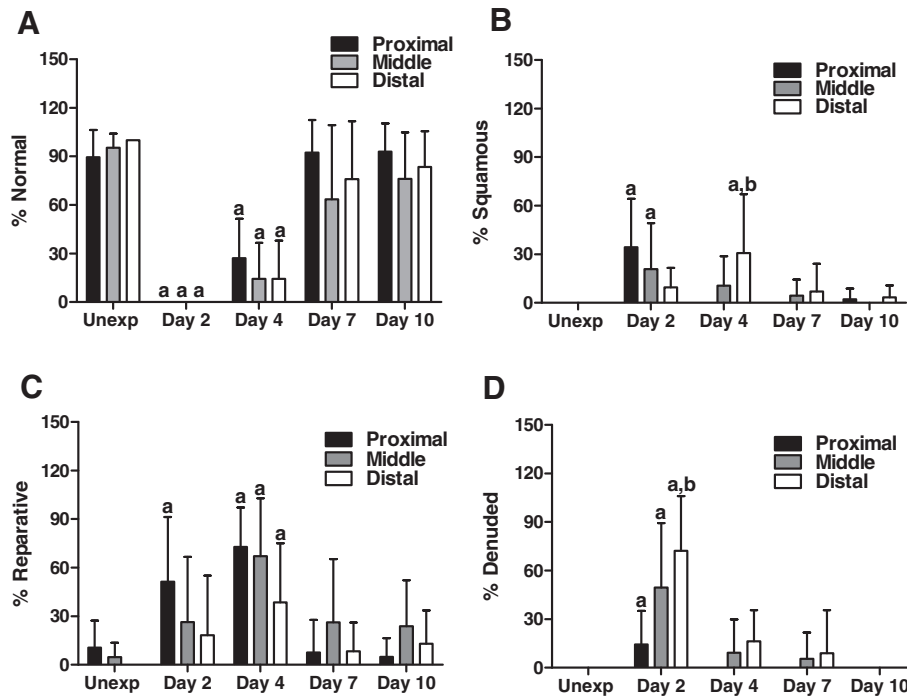 A
Proximal
Middle
Distal
% Normal
150
120
90
60
30
0
a a a
a
a a
Unexp Day 2 Day 4 Day 7 Day 10
B
Proximal
Middle
Distal
% Squamous
150
120
90
60
30
0
a
a
a,b
Unexp Day 2 Day 4 Day 7 Day 10
C
Proximal
Middle
Distal
% Reparative
150
120
90
60
30
0
a
a
a
a
Unexp Day 2 Day 4 Day 7 Day 10
D
Proximal
Middle
Distal
% Denuded
150
120
90
60
30
0
a
a
a,b
Unexp Day 2 Day 4 Day 7 Day 10